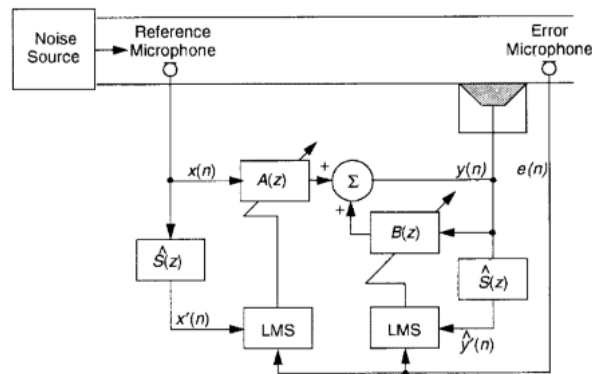 Noise
Source
Reference
Microphone
Error
Microphone
x(n)
A(z)
+
Σ
y(n)
e(n)
+
B(z)
Ŝ(z)
Ŝ(z)
x'(n)
LMS
LMS
ŷ'(n)